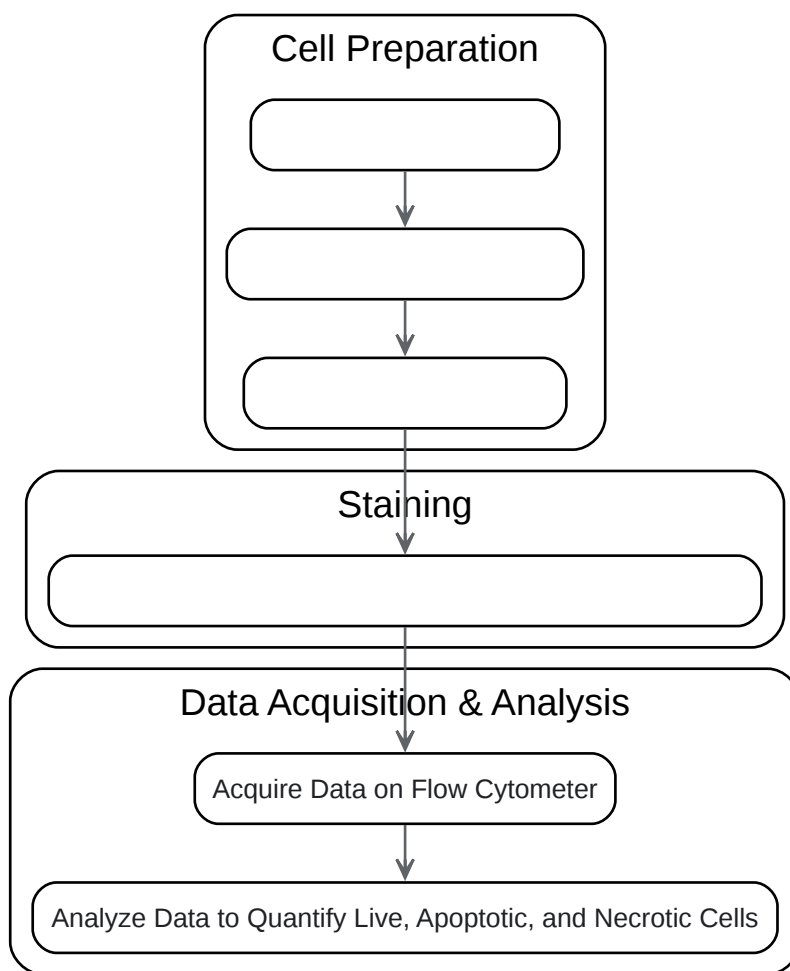 Cell Preparation
Staining
Data Acquisition & Analysis
Acquire Data on Flow Cytometer
Analyze Data to Quantify Live, Apoptotic, and Necrotic Cells